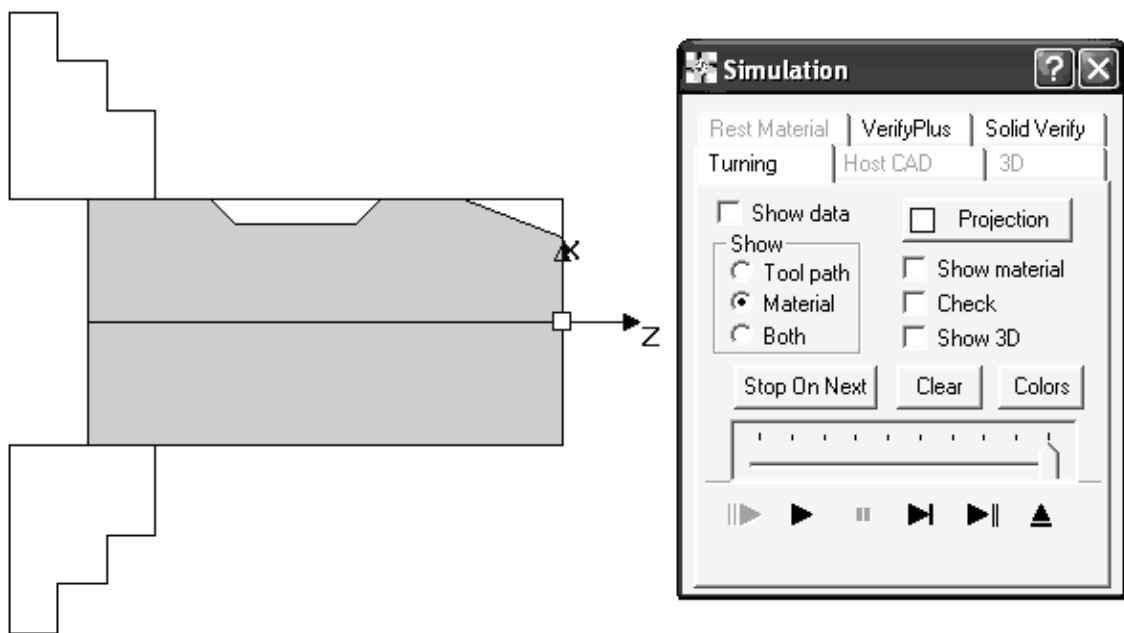 X
Z
Simulation
Rest Material VerifyPlus Solid Verify
Turning Host CAD 3D
Show data Projection
Show
Tool path Show material
Material Check
Both Show 3D
Stop On Next Clear Colors